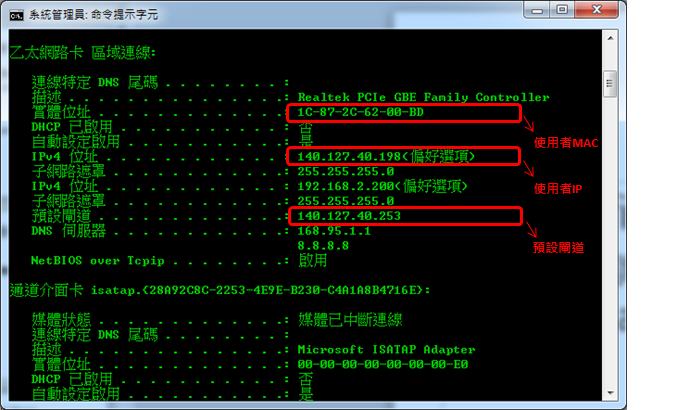 系統管理員: 命令提示字元
乙太網路卡 區域連線:
連線特定 DNS 尾碼 . . . . . . . . . :
描述 . . . . . . . . . . . . . . . : Realtek PCIe GBE Family Controller
實體位址 . . . . . . . . . . . . . : 1C-87-2C-62-00-BD
DHCP 已啟用 . . . . . . . . . . . : 否
自動設定啟用 . . . . . . . . . . . : 是
使用者MAC
IPv4 位址 . . . . . . . . . . . . : 140.127.40.198(偏好選項)
子網路遮罩 . . . . . . . . . . . . : 255.255.255.0
IPv4 位址 . . . . . . . . . . . . : 192.168.2.200(偏好選項)
使用者IP
子網路遮罩 . . . . . . . . . . . . : 255.255.255.0
預設閘道 . . . . . . . . . . . . . : 140.127.40.253
DNS 伺服器 . . . . . . . . . . . . : 168.95.1.1
8.8.8.8
預設閘道
NetBIOS over Tcpip . . . . . . . . : 啟用
通道介面卡 isatap.{28A92C8C-2253-4E9E-B230-C4A1A8B4716E}:
媒體狀態 . . . . . . . . . . . . . : 媒體已中斷連線
連線特定 DNS 尾碼 . . . . . . . . . :
描述 . . . . . . . . . . . . . . . : Microsoft ISATAP Adapter
實體位址 . . . . . . . . . . . . . : 00-00-00-00-00-00-00-E0
DHCP 已啟用 . . . . . . . . . . . : 否
自動設定啟用 . . . . . . . . . . . : 是